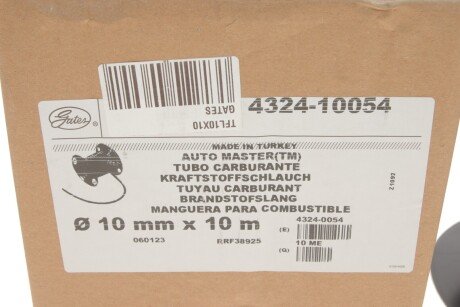 TFL10X10
GATES
4324-10054
Gates
®
MADE IN TURKEY
AUTO MASTER(TM)
TUBO CARBURANTE
KRAFTSTOFFSCHLAUCH
TUYAU CARBURANT
BRANDSTOFSLANG
MANGUERA PARA COMBUSTIBLE
Ø 10 mm x 10 m
(E) 4324-0054
060123 RRF38925
(Q) 10 ME